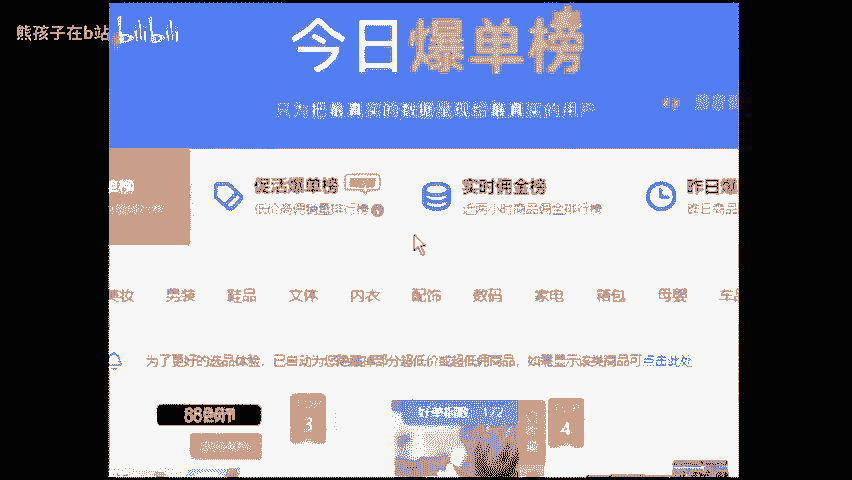 熊孩子在b站 bilibili
今日爆单榜
只为把最真实的数据呈现给最真实的用户
促活爆单榜
实时佣金榜
昨日爆
低价高佣销量排行榜
近两小时商品佣金排行榜
昨日商品
美妆 男装 鞋品 文体 内衣 配饰 数码 家电 箱包 母婴 车品
为了更好的选品体验，已自动为您隐藏掉部分超低价或超低佣商品，如需显示该类商品可点击此处
3
好单指数
4